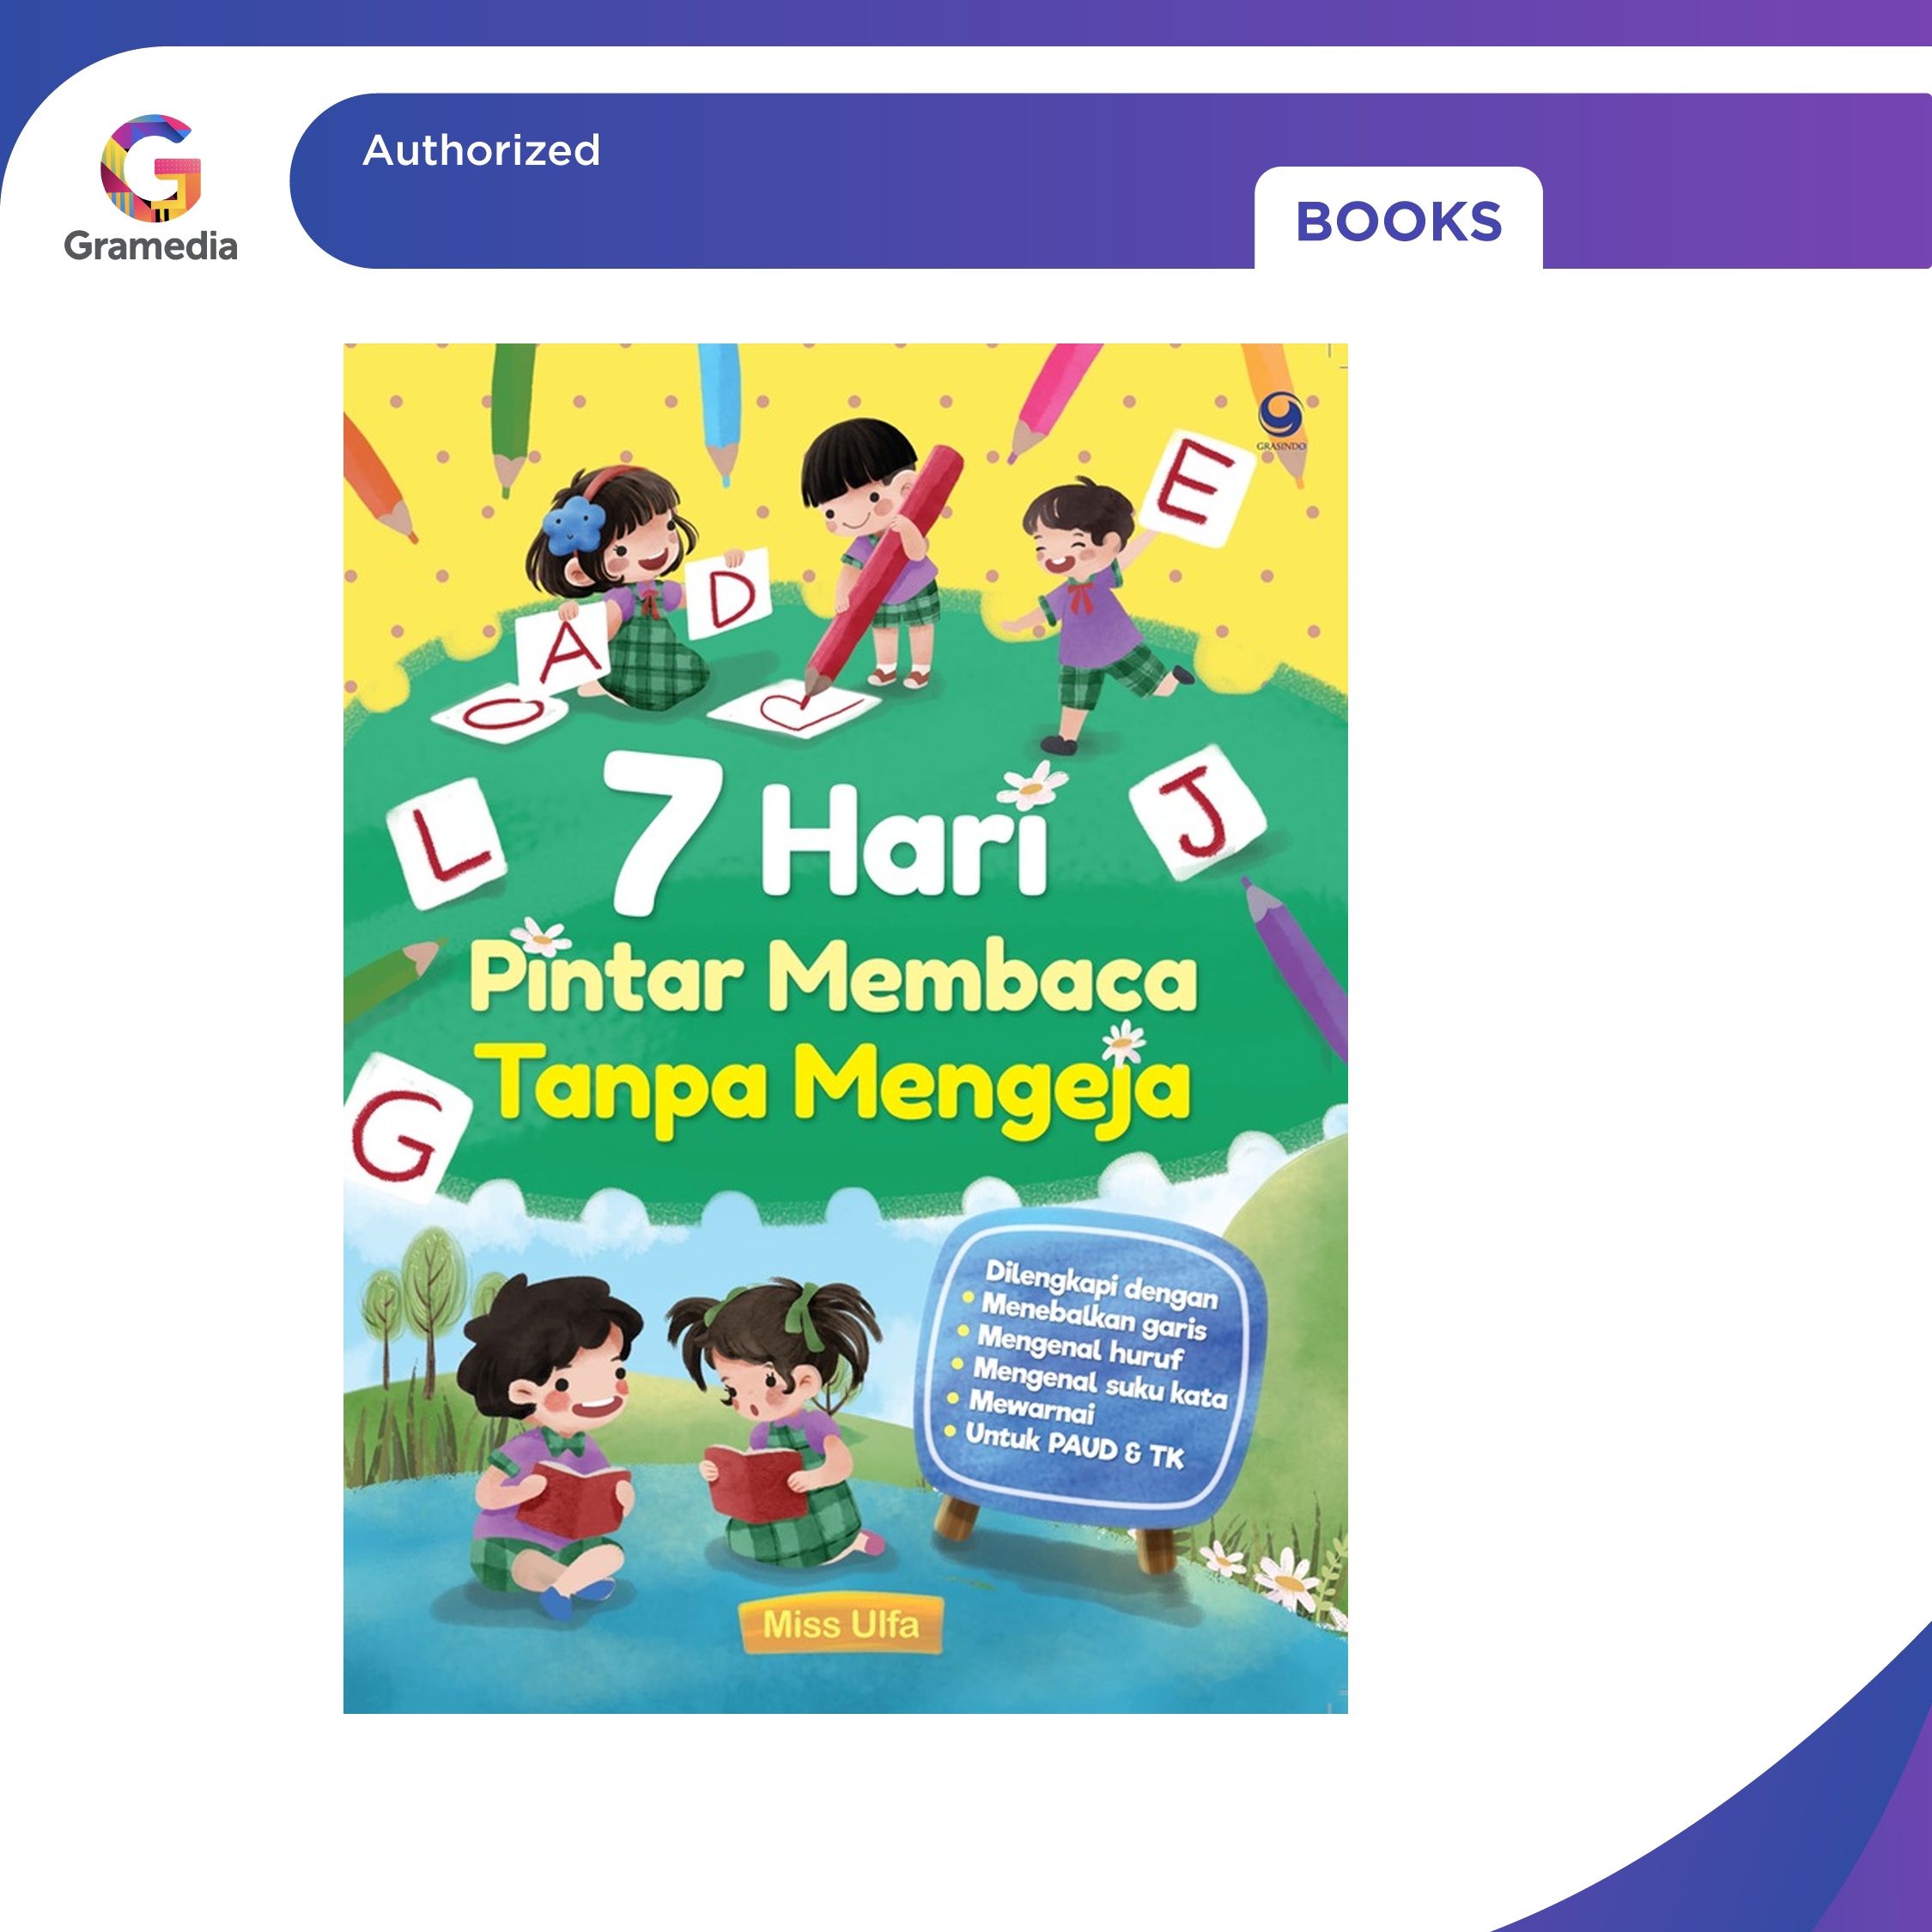 Authorized
BOOKS
Gramedia
GRASINDO
E
D
A
C
L
J
7 Hari
Pintar Membaca
Tanpa Mengeja
G
Dilengkapi dengan
• Menebalkan garis
• Mengenal huruf
• Mengenal suku kata
• Mewarnai
• Untuk PAUD & TK
Miss Ulfa